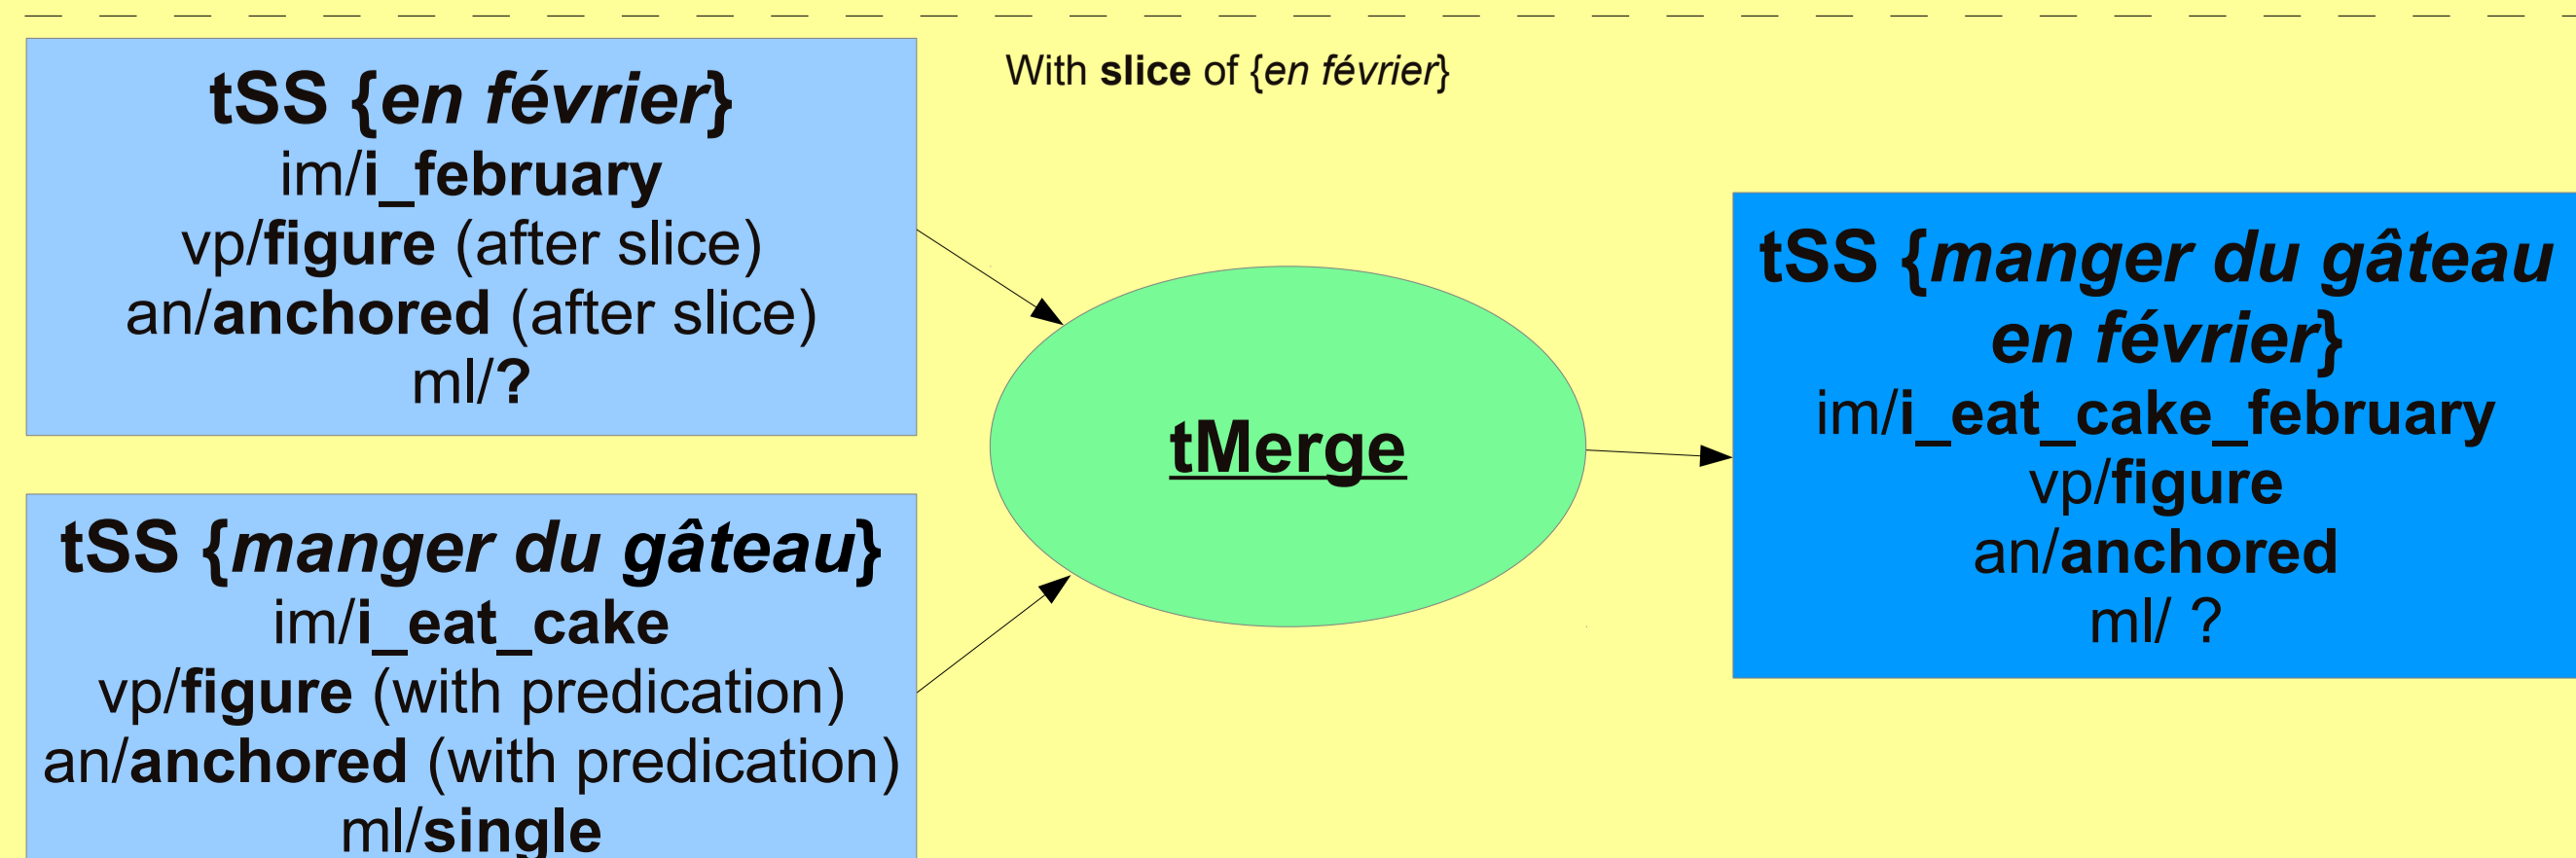 tSS {en février}
im/i_february
vp/figure (after slice)
an/anchored (after slice)
ml/?
With slice of {en février}
tSS {manger du gâteau}
im/i_eat_cake
vp/figure (with predication)
an/anchored (with predication)
ml/single
tMerge
tSS {manger du gâteau
en février}
im/i_eat_cake_february
vp/figure
an/anchored
ml/ ?